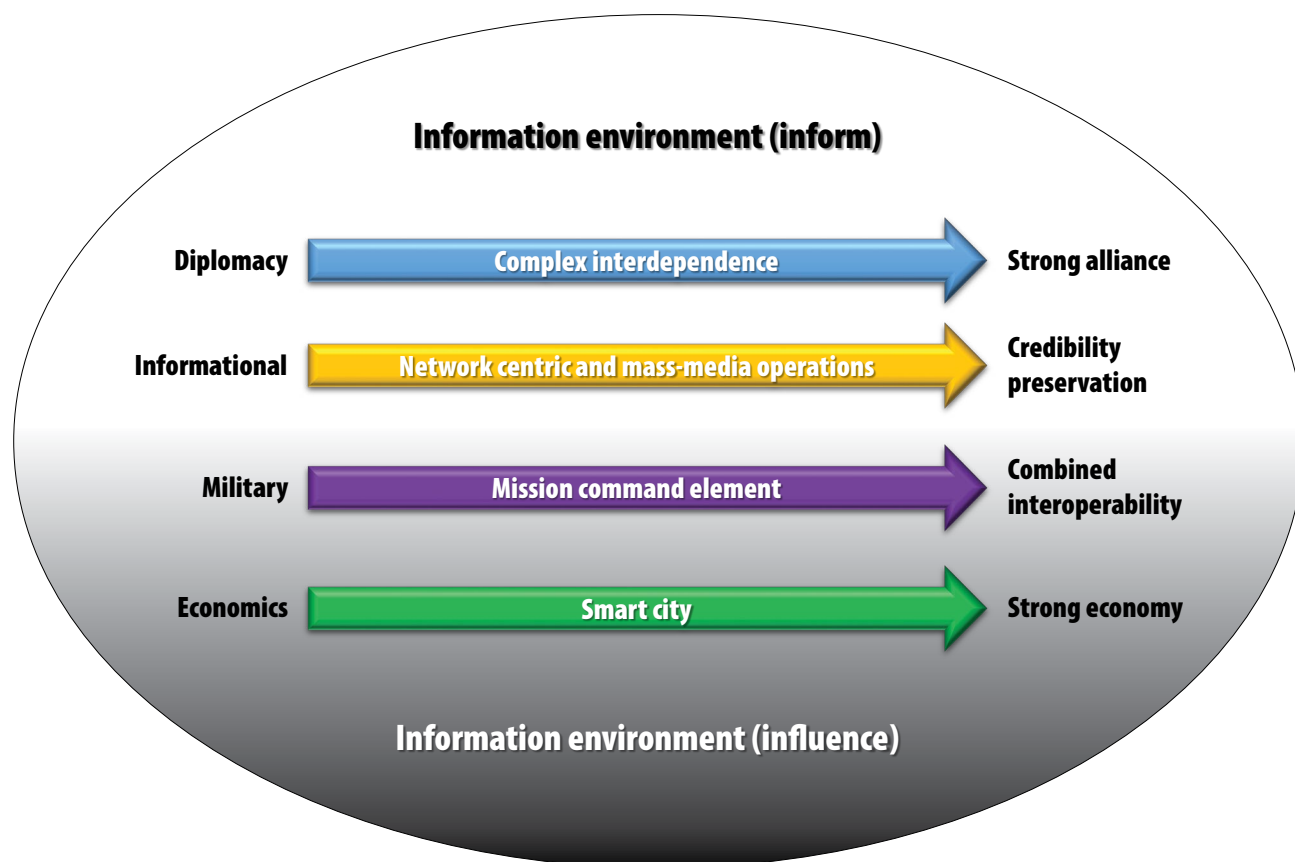 Information environment (inform)
Diplomacy
Complex interdependence
Strong alliance
Informational
Network centric and mass-media operations
Credibility
preservation
Military
Mission command element
Combined
interoperability
Economics
Smart city
Strong economy
Information environment (influence)